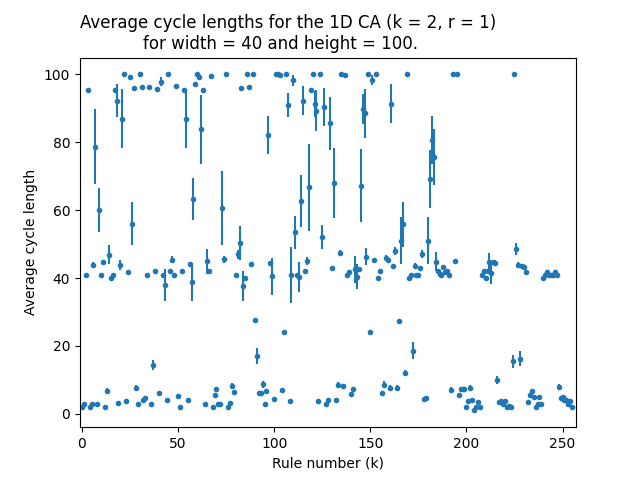 Average cycle lengths for the 1D CA (k = 2, r = 1)
for width = 40 and height = 100.
Average cycle length
100
80
60
40
20
0
0 50 100 150 200 250
Rule number (k)